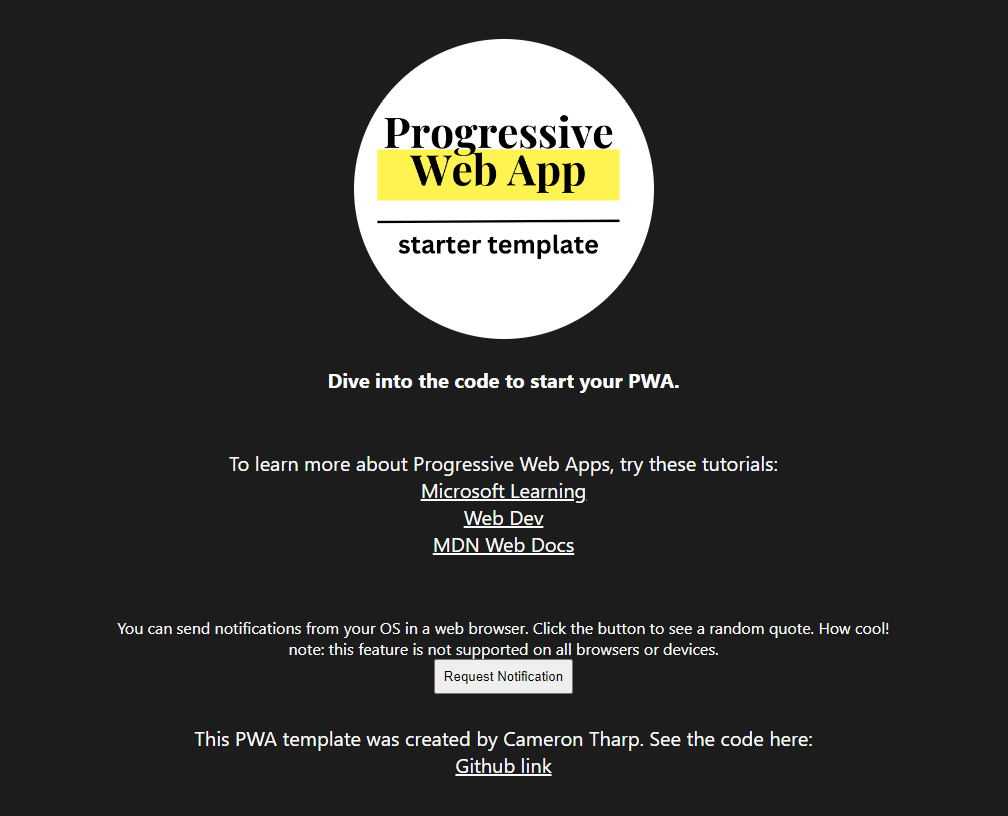 Progressive
Web App
starter template
Dive into the code to start your PWA.
To learn more about Progressive Web Apps, try these tutorials:
Microsoft Learning
Web Dev
MDN Web Docs
You can send notifications from your OS in a web browser. Click the button to see a random quote. How cool!
note: this feature is not supported on all browsers or devices.
Request Notification
This PWA template was created by Cameron Tharp. See the code here:
Github link